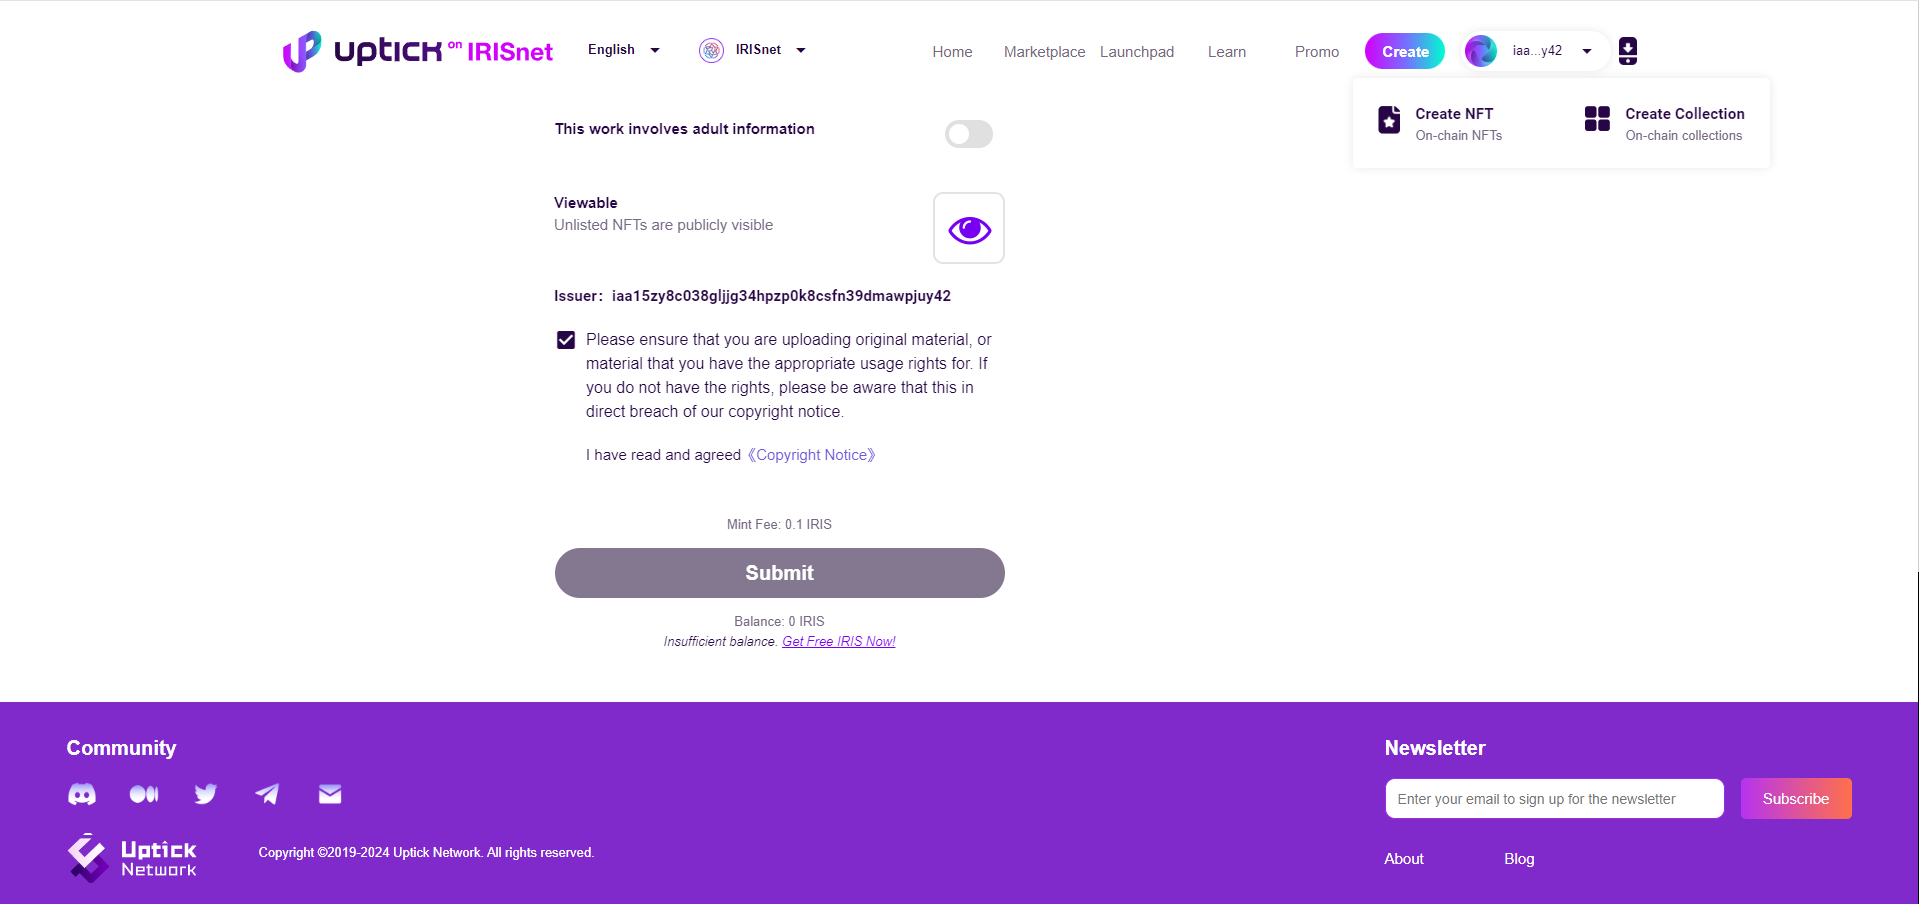 Uptick on IRISnet
English
IRISnet
Home
Marketplace
Launchpad
Learn
Promo
Create
iaa...y42
Create NFT
On-chain NFTs
Create Collection
On-chain collections
This work involves adult information
Viewable
Unlisted NFTs are publicly visible
Issuer: iaa15zy8c038gljjg34hpzp0k8csfn39dmawpjuy42
Please ensure that you are uploading original material, or
material that you have the appropriate usage rights for. If
you do not have the rights, please be aware that this in
direct breach of our copyright notice.
I have read and agreed《Copyright Notice》
Mint Fee: 0.1 IRIS
Submit
Balance: 0 IRIS
Insufficient balance. Get Free IRIS Now!
Community
Newsletter
Enter your email to sign up for the newsletter
Subscribe
Uptick
Network
Copyright ©2019-2024 Uptick Network. All rights reserved.
About
Blog